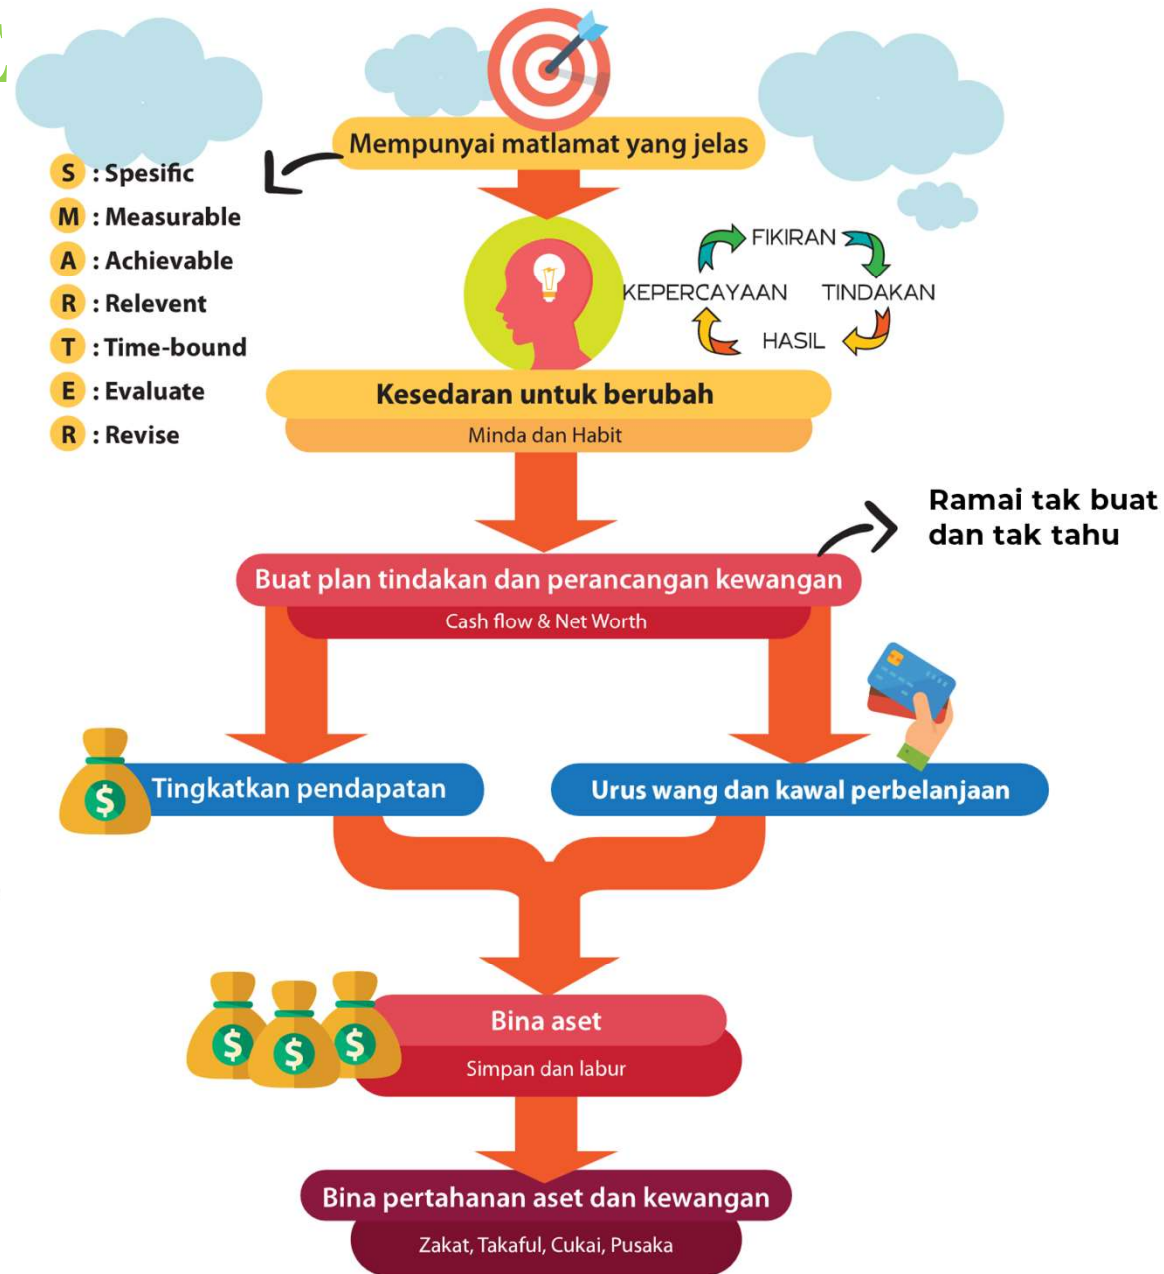 Mempunyai matlamat yang jelas
S : Spesific
M : Measurable
A : Achievable
R : Relevent
T : Time-bound
E : Evaluate
R : Revise
FIKIRAN
KEPERCAYAAN TINDAKAN
HASIL
Kesedaran untuk berubah
Minda dan Habit
Ramai tak buat
dan tak tahu
Buat plan tindakan dan perancangan kewangan
Cash flow & Net Worth
$ Tingkatkan pendapatan
Urus wang dan kawal perbelanjaan
$ $ $
Bina aset
Simpan dan labur
Bina pertahanan aset dan kewangan
Zakat, Takaful, Cukai, Pusaka